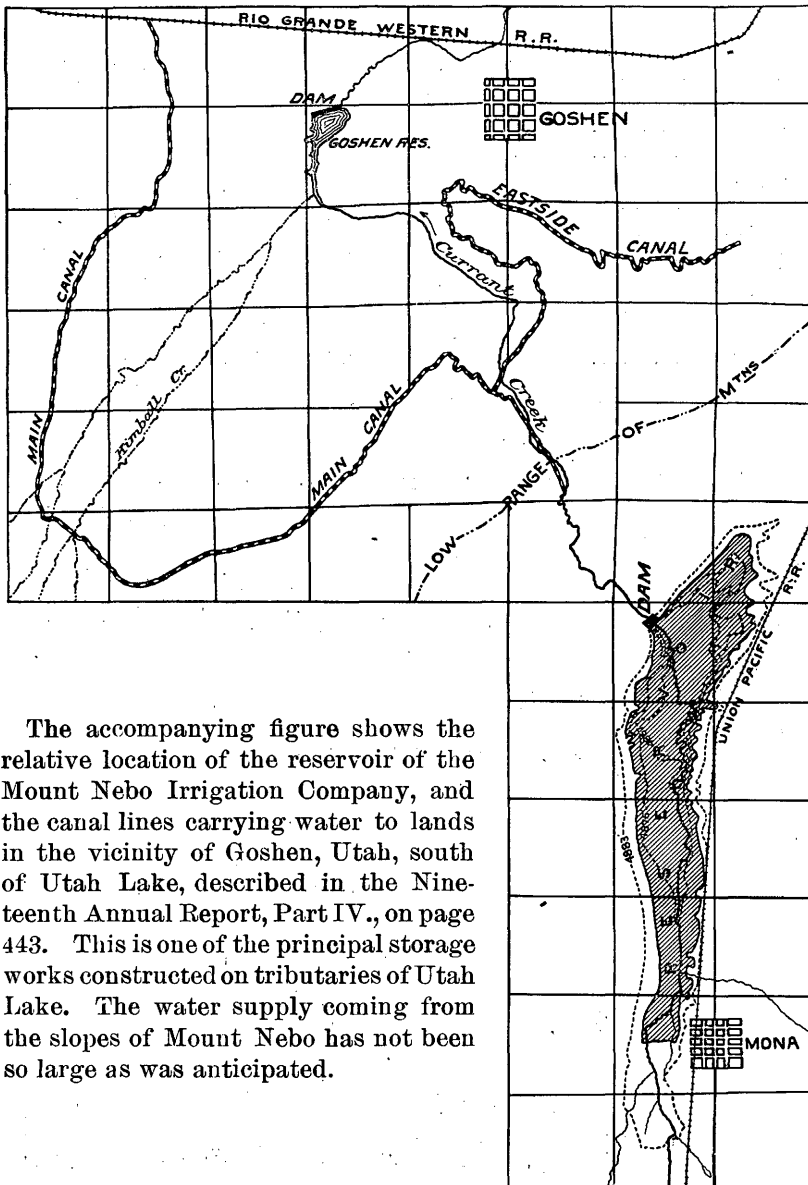 RIO GRANDE WESTERN R.R.
DAM
GOSHEN
GOSHEN RES.
EASTSIDE CANAL
Currant
Creek
CANAL
MAIN
Kimball Cr.
MAIN CANAL
LOW RANGE OF MTNS
DAM
UNION PACIFIC R.R.
RESERVOIR
4883
MONA
The accompanying figure shows the
relative location of the reservoir of the
Mount Nebo Irrigation Company, and
the canal lines carrying water to lands
in the vicinity of Goshen, Utah, south
of Utah Lake, described in the Nine-
teenth Annual Report, Part IV., on page
443. This is one of the principal storage
works constructed on tributaries of Utah
Lake. The water supply coming from
the slopes of Mount Nebo has not been
so large as was anticipated.